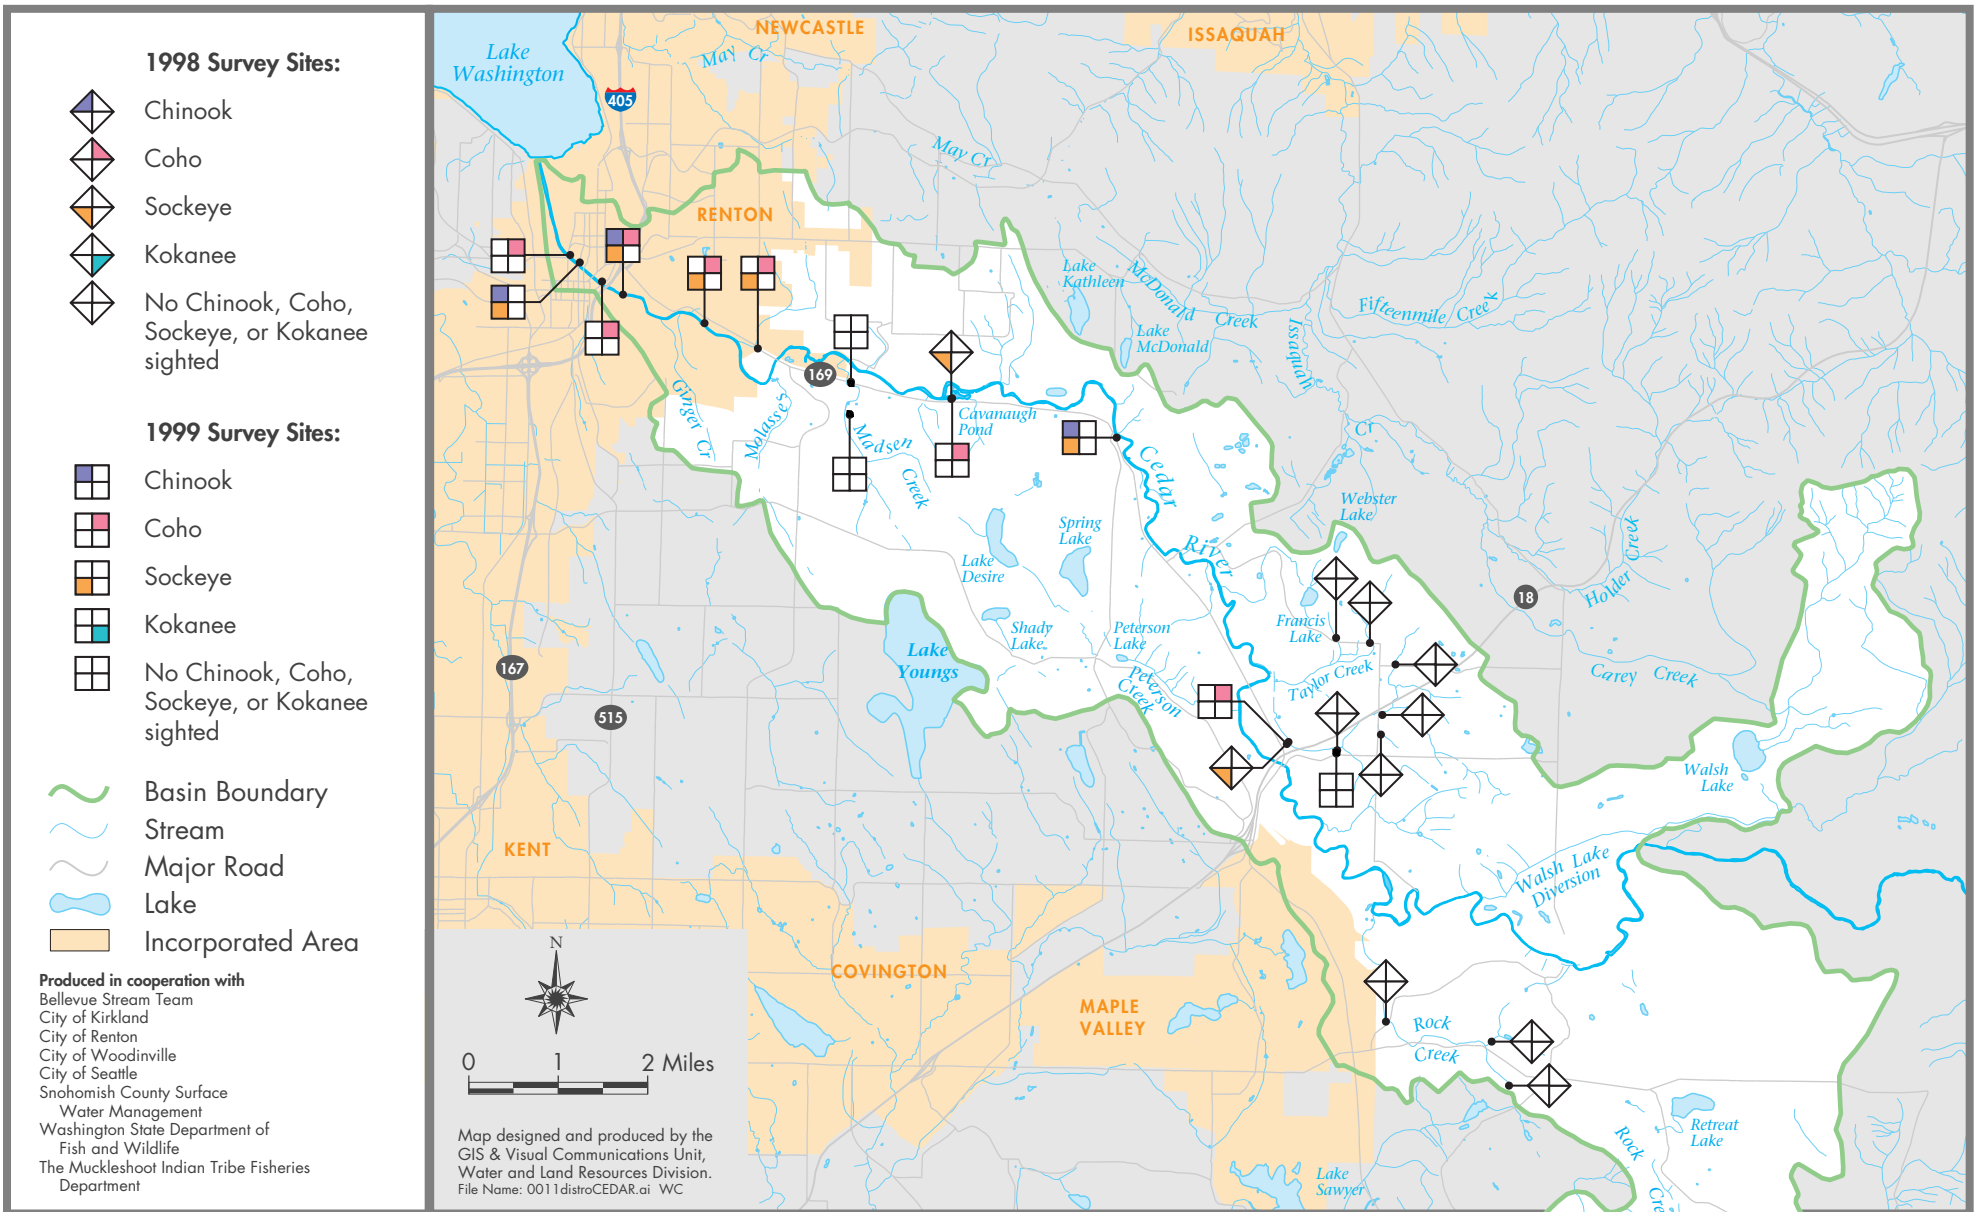 1998 Survey Sites:
Chinook
Coho
Sockeye
Kokanee
No Chinook, Coho,
Sockeye, or Kokanee
sighted
1999 Survey Sites:
Chinook
Coho
Sockeye
Kokanee
No Chinook, Coho,
Sockeye, or Kokanee
sighted
Basin Boundary
Stream
Major Road
Lake
Incorporated Area
Produced in cooperation with
Bellevue Stream Team
City of Kirkland
City of Renton
City of Woodinville
City of Seattle
Snohomish County Surface
Water Management
Washington State Department of
Fish and Wildlife
The Muckleshoot Indian Tribe Fisheries
Department
Lake
Washington
NEWCASTLE
ISSAQUAH
May Cr
405
May Cr
RENTON
Lake
Kathleen
McDonald Creek
Lake
McDonald
Issaquah
Cr
Fifteenmile Creek
169
Ginger Cr
Molasses
Madsen
Creek
Cavanaugh
Pond
Cedar
River
Webster
Lake
Holder Creek
18
Spring
Lake
Lake
Desire
Shady
Lake
Peterson
Lake
Francis
Lake
Lake
Youngs
Peterson
Creek
Taylor Creek
Carey Creek
167
515
Walsh
Lake
KENT
Walsh Lake
Diversion
COVINGTON
MAPLE
VALLEY
N
0 1 2 Miles
Rock
Creek
Retreat
Lake
Rock
Cre
Lake
Sawyer
Map designed and produced by the
GIS & Visual Communications Unit,
Water and Land Resources Division.
File Name: 0011distroCEDAR.ai WC